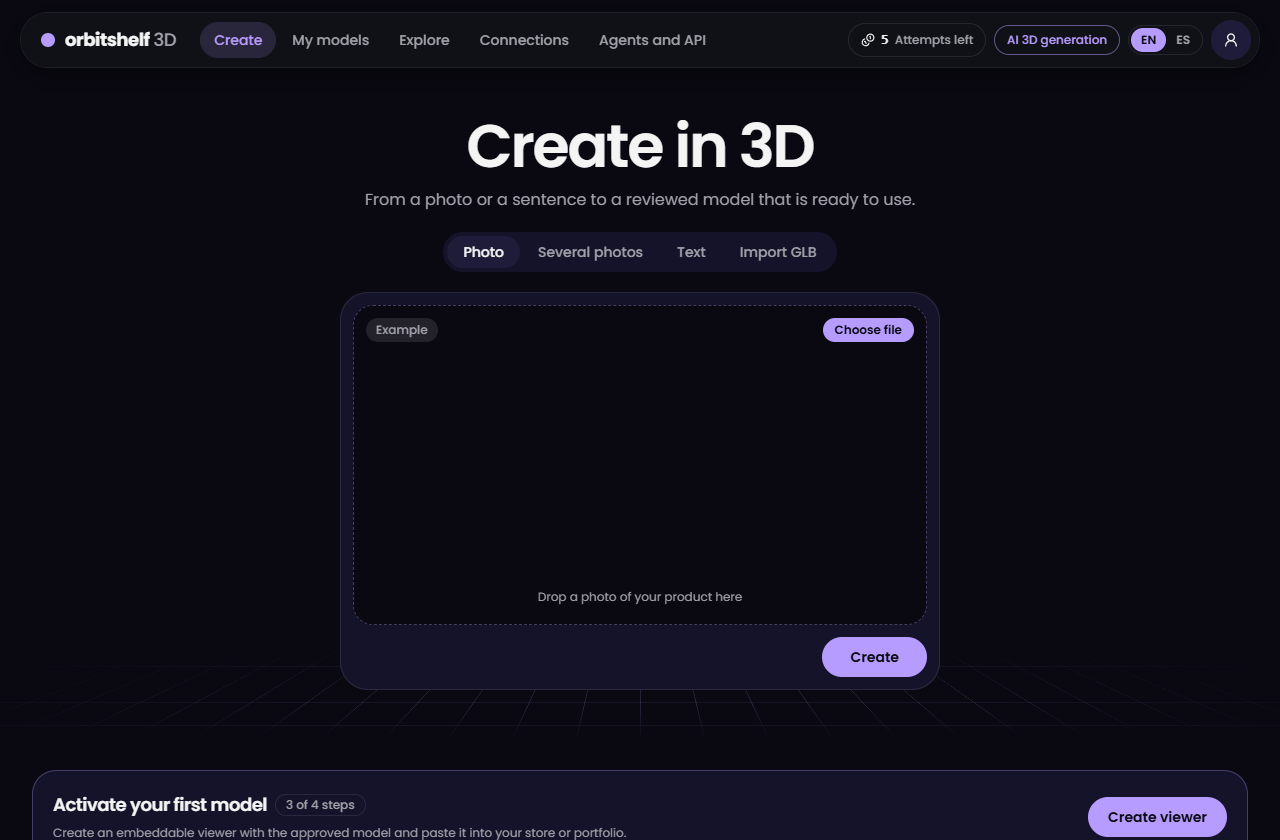 orbitshelf 3D Create My models Explore Connections Agents and API 5 Attempts left AI 3D generation EN ES
Create in 3D
From a photo or a sentence to a reviewed model that is ready to use.
Photo Several photos Text Import GLB
Example Choose file
Drop a photo of your product here
Create
Activate your first model 3 of 4 steps
Create viewer
Create an embeddable viewer with the approved model and paste it into your store or portfolio.